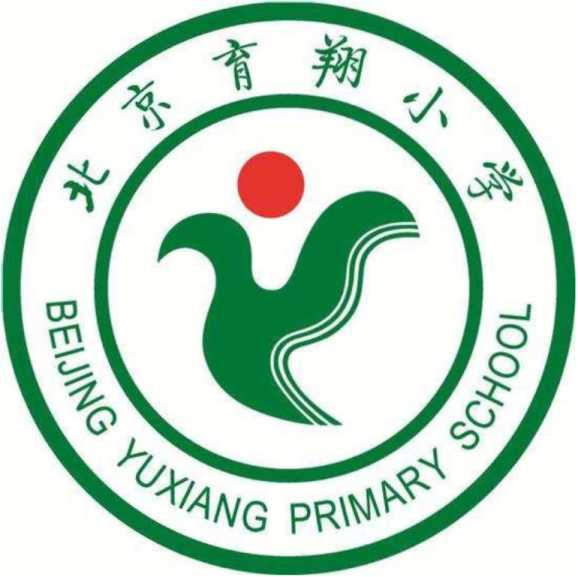 北京育翔小学
BEIJING YUXIANG PRIMARY SCHOOL